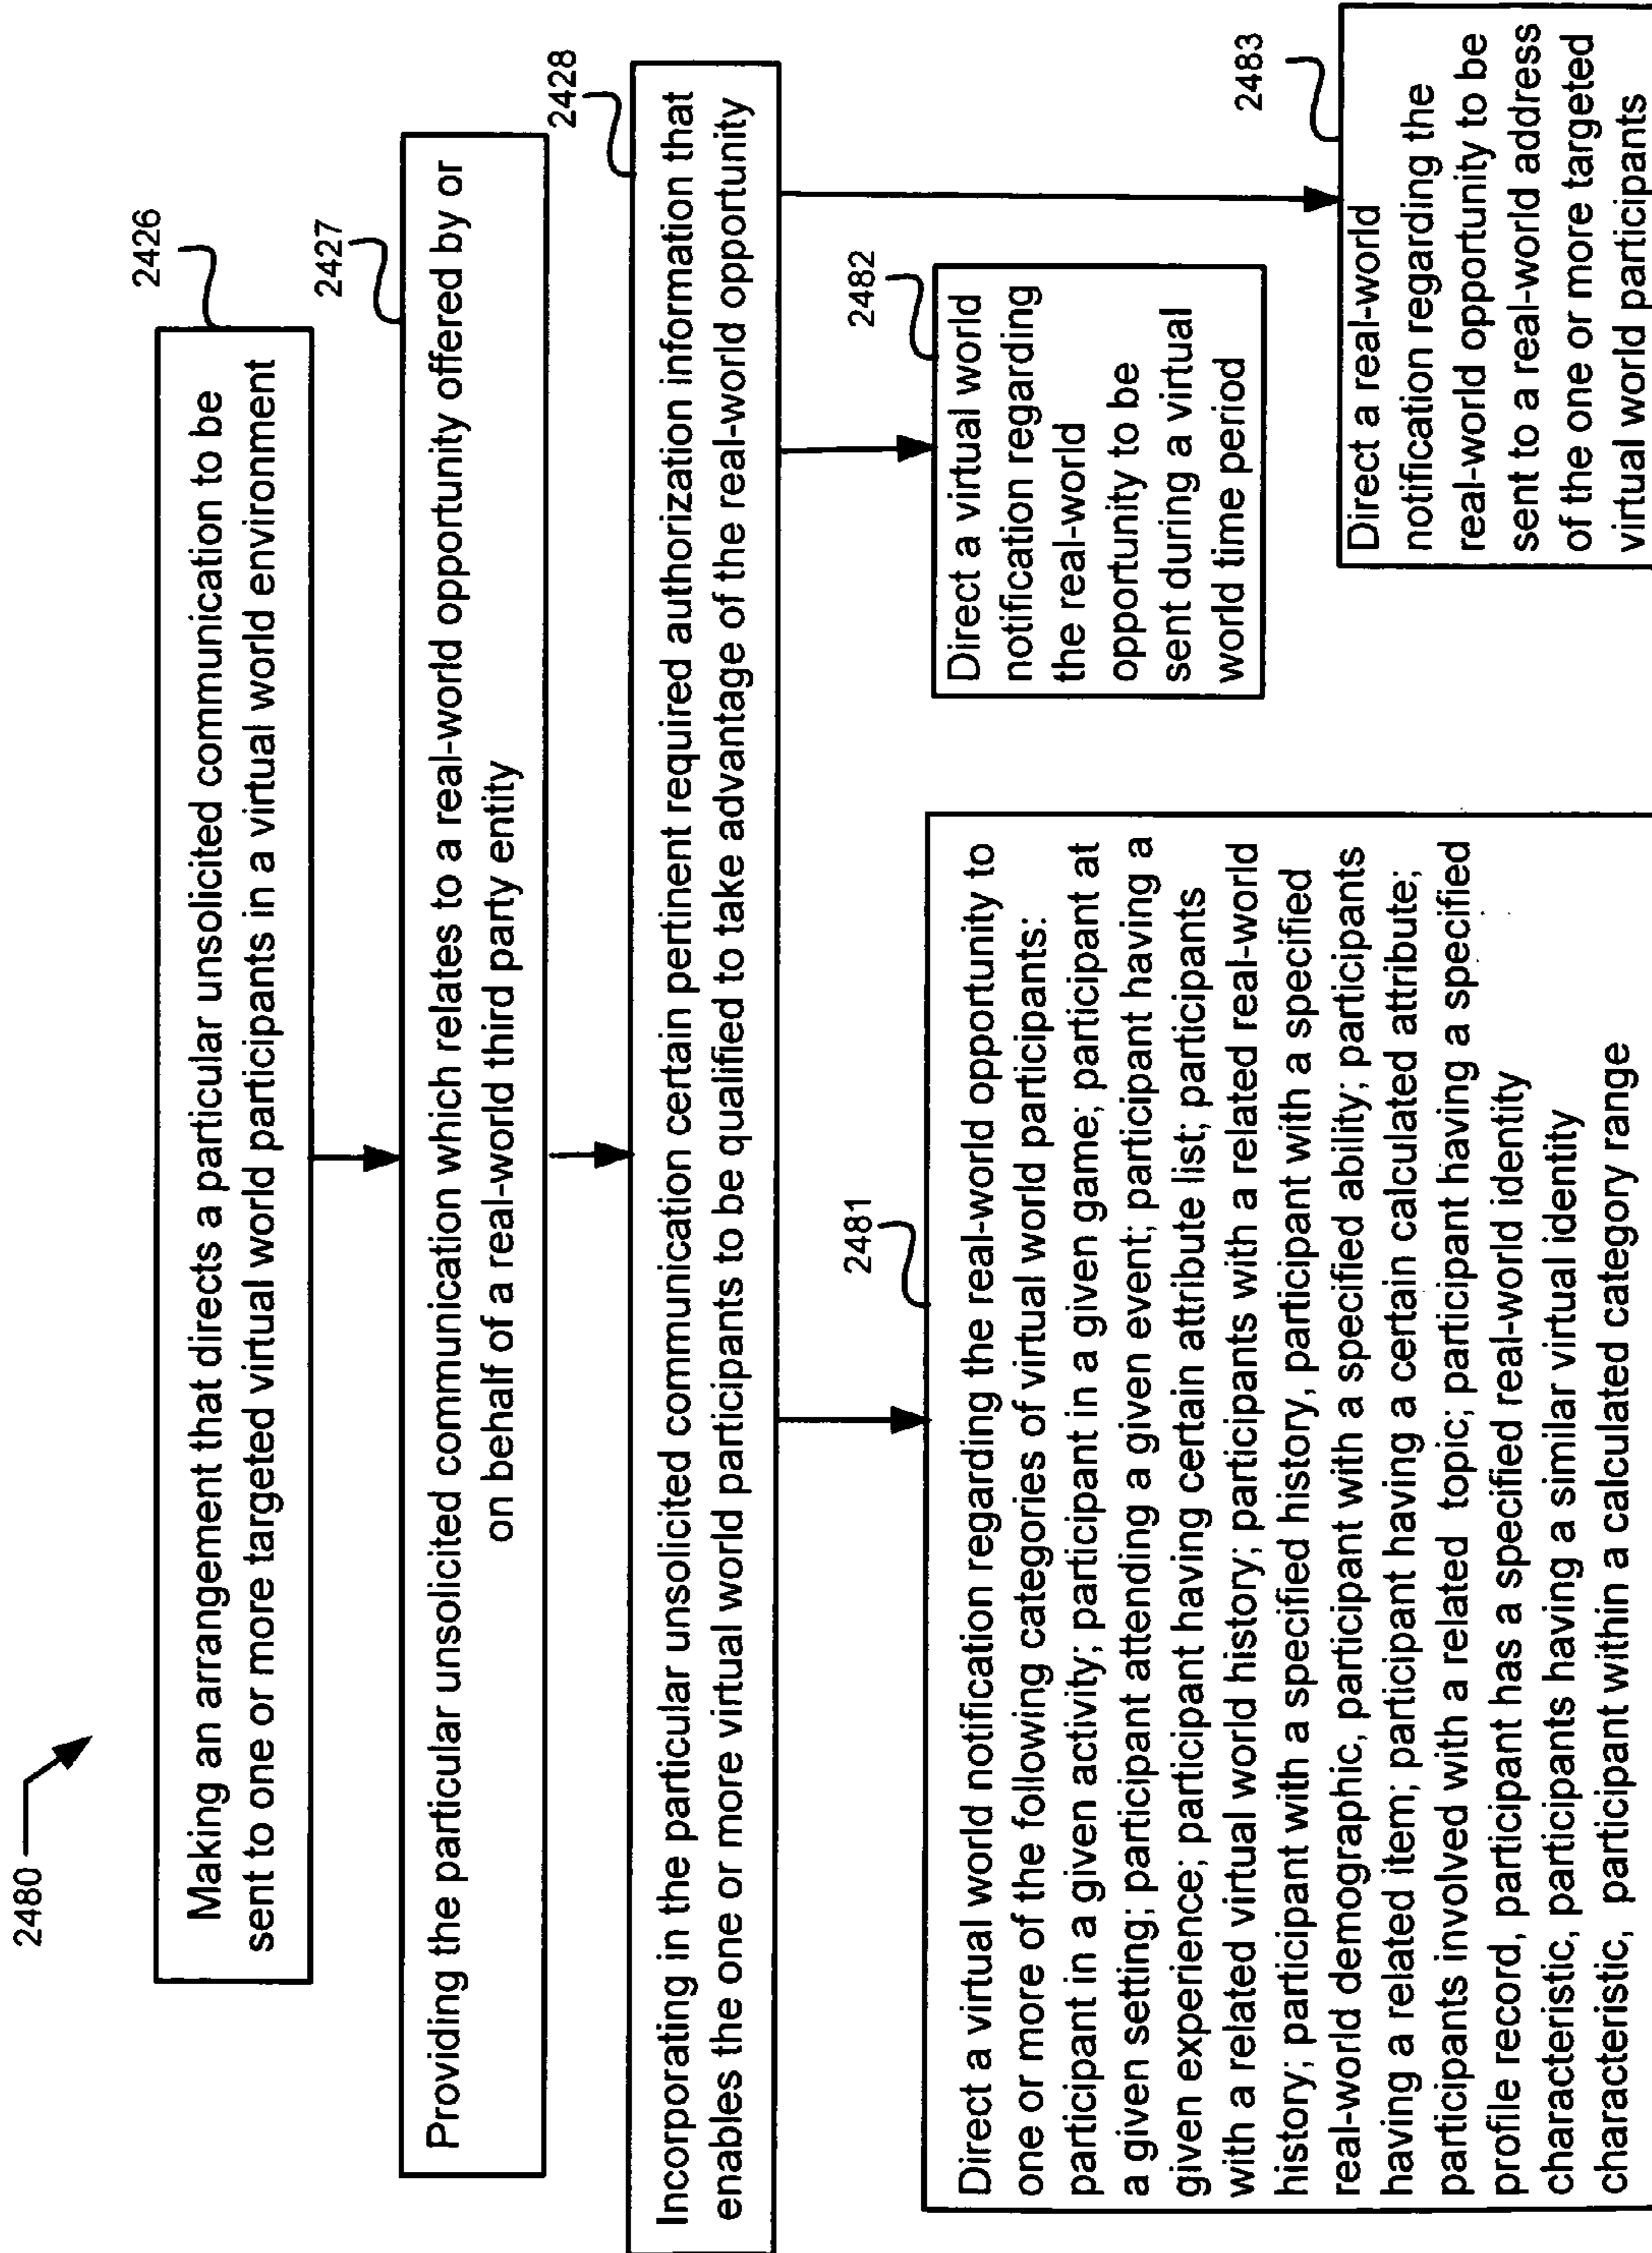 2480
2426
Making an arrangement that directs a particular unsolicited communication to be
sent to one or more targeted virtual world participants in a virtual world environment
2427
Providing the particular unsolicited communication which relates to a real-world opportunity offered by or
on behalf of a real-world third party entity
2428
Incorporating in the particular unsolicited communication certain pertinent required authorization information that
enables the one or more virtual world participants to be qualified to take advantage of the real-world opportunity
2481
Direct a virtual world notification regarding the real-world opportunity to
one or more of the following categories of virtual world participants:
participant in a given activity; participant in a given game; participant at
a given setting; participant attending a given event; participant having a
given experience; participant having certain attribute list; participants
with a related virtual world history; participants with a related real-world
history; participant with a specified history, participant with a specified
real-world demographic, participant with a specified ability; participants
having a related item; participant having a certain calculated attribute;
participants involved with a related topic; participant having a specified
profile record, participant has a specified real-world identity
characteristic, participants having a similar virtual identity
characteristic, participant within a calculated category range
2482
Direct a virtual world
notification regarding
the real-world
opportunity to be
sent during a virtual
world time period
2483
Direct a real-world
notification regarding the
real-world opportunity to be
sent to a real-world address
of the one or more targeted
virtual world participants